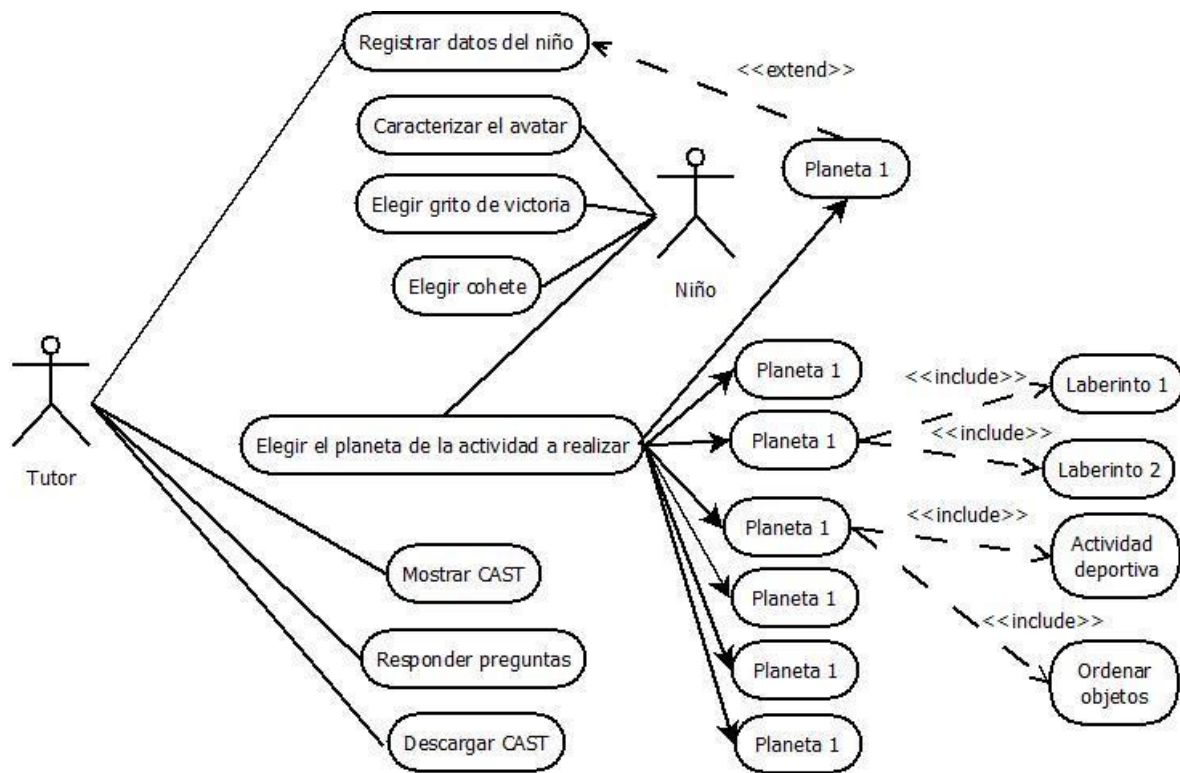 Registrar datos del niño
<<extend>>
Caracterizar el avatar
Planeta 1
Elegir grito de victoria
Elegir cohete
Niño
Planeta 1
<<include>>
Laberinto 1
Elegir el planeta de la actividad a realizar
Planeta 1
<<include>>
Laberinto 2
Tutor
Planeta 1
<<include>>
Actividad
deportiva
Mostrar CAST
Planeta 1
<<include>>
Responder preguntas
Planeta 1
Ordenar
objetos
Descargar CAST
Planeta 1